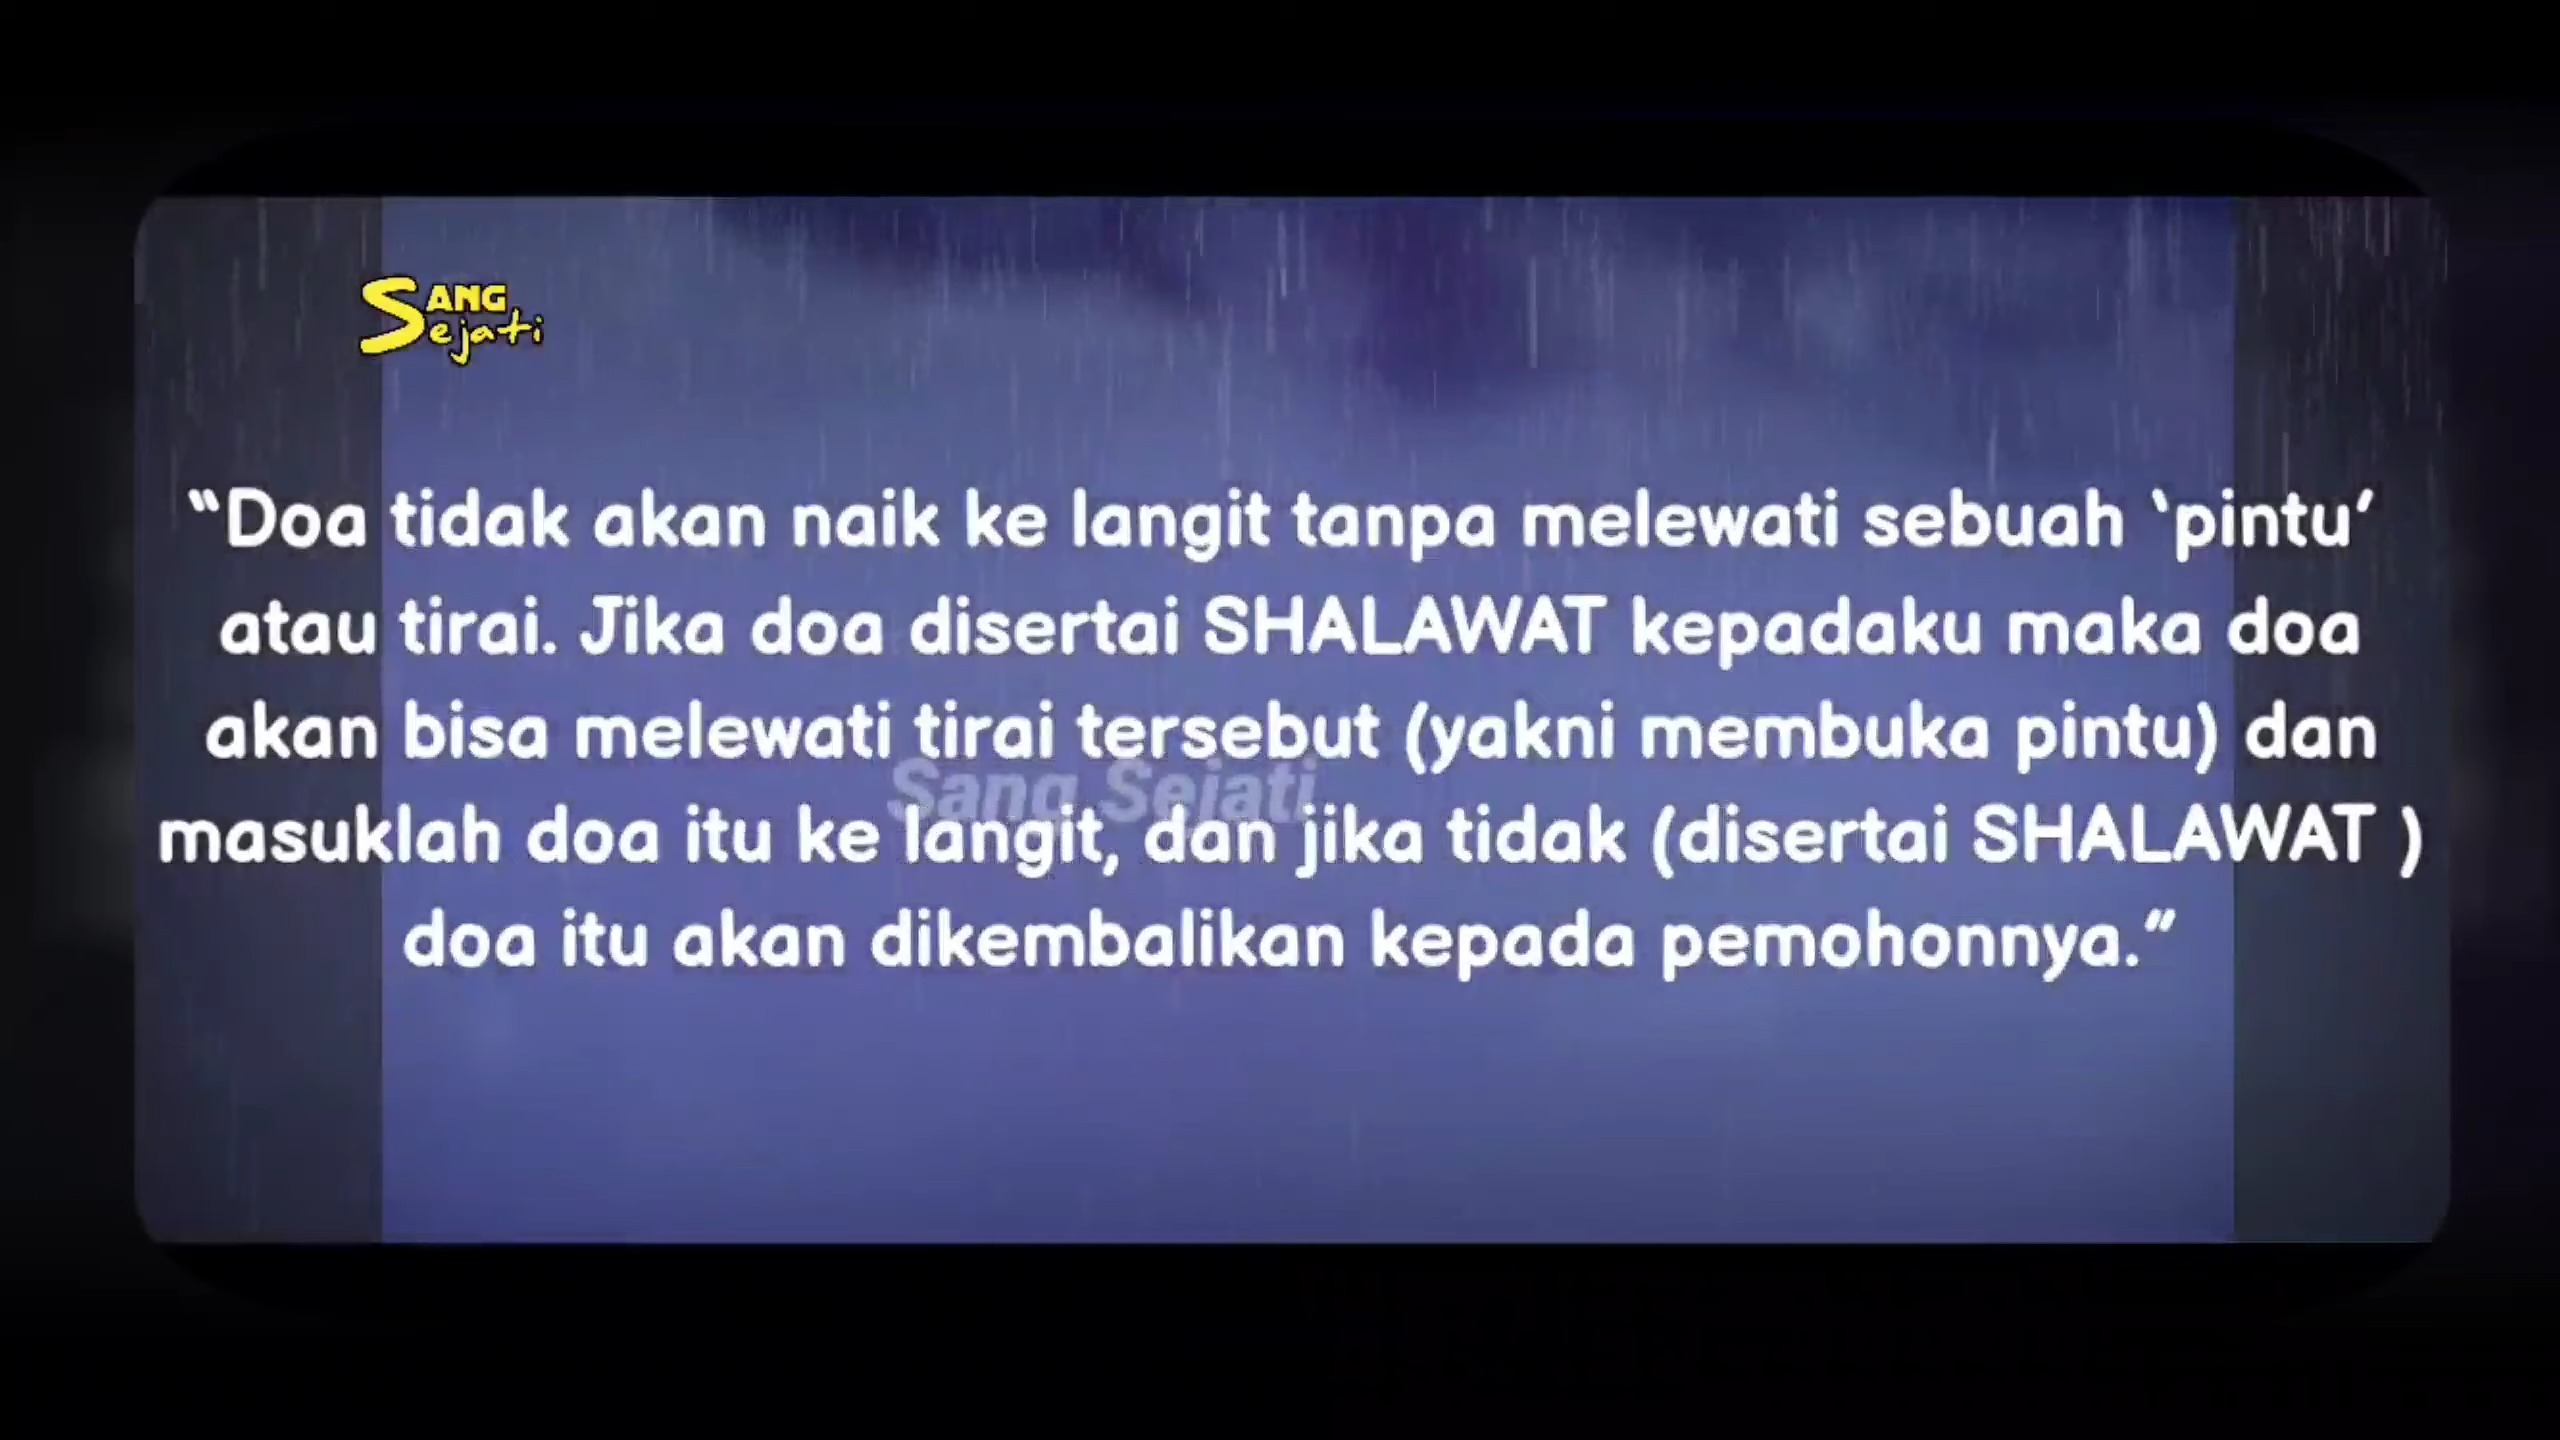 SANG
Sejati
“Doa tidak akan naik ke langit tanpa melewati sebuah ‘pintu’
atau tirai. Jika doa disertai SHALAWAT kepadaku maka doa
akan bisa melewati tirai tersebut (yakni membuka pintu) dan
Sang Sejati
masuklah doa itu ke langit, dan jika tidak (disertai SHALAWAT )
doa itu akan dikembalikan kepada pemohonnya.”